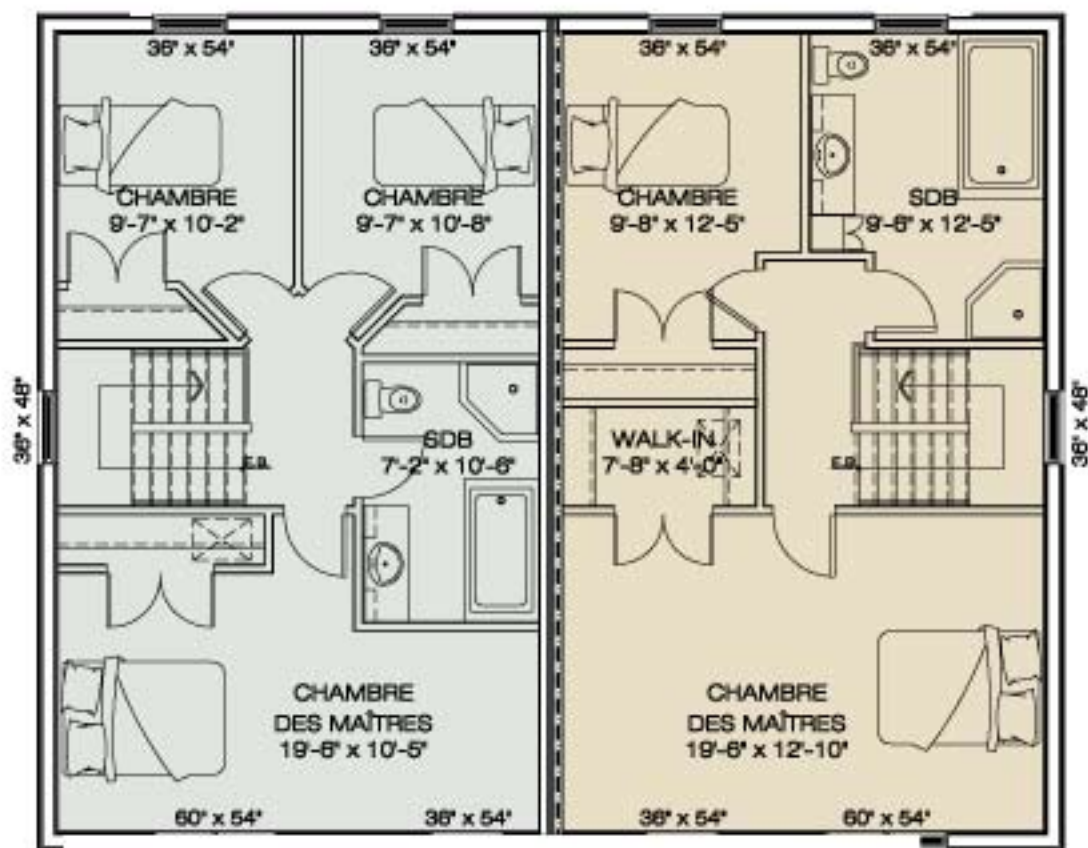 36" x 54"
36" x 54"
36" x 54"
36" x 54"
CHAMBRE
9'-7" x 10'-2"
CHAMBRE
9'-7" x 10'-8"
CHAMBRE
9'-8" x 12'-5"
SDB
9'-6" x 12'-5"
36" x 48"
SDB
7'-2" x 10'-6"
WALK-IN
7'-8" x 4'-0"
36" x 48"
E.B.
E.B.
CHAMBRE
DES MAÎTRES
19'-6" x 10'-5"
CHAMBRE
DES MAÎTRES
19'-6" x 12'-10"
60" x 54"
36" x 54"
36" x 54"
60" x 54"